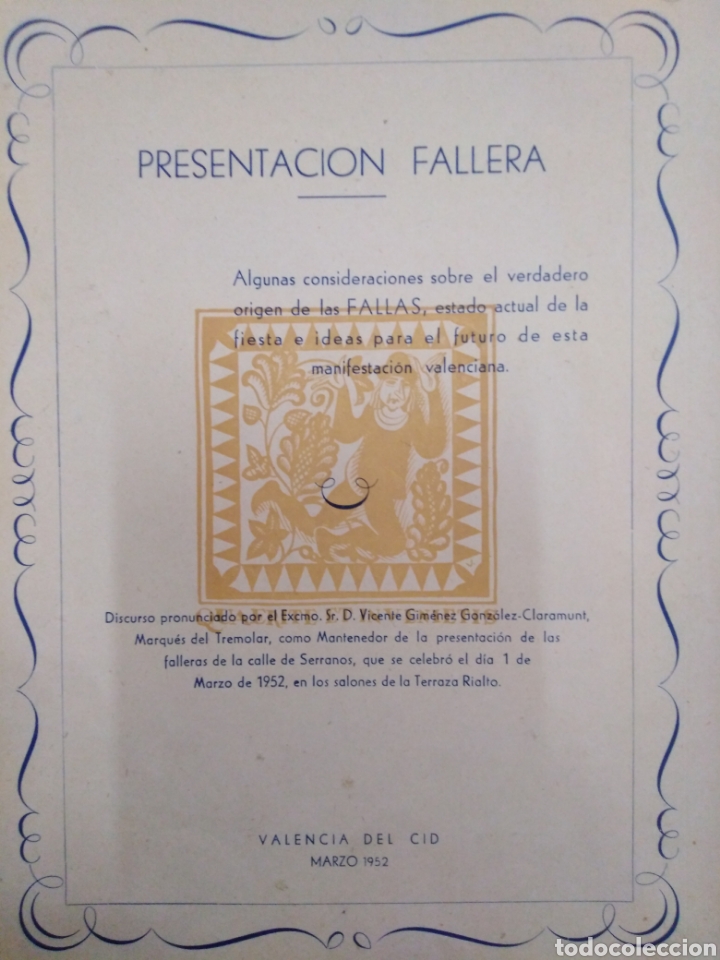 PRESENTACION FALLERA
Algunas consideraciones sobre el verdadero
origen de las FALLAS, estado actual de la
fiesta e ideas para el futuro de esta
manifestación valenciana.
Discurso pronunciado por el Excmo. Sr. D. Vicente Giménez González-Claramunt,
Marqués del Tremolar, como Mantenedor de la presentación de las
falleras de la calle de Serranos, que se celebró el día 1 de
Marzo de 1952, en los salones de la Terraza Rialto.
VALENCIA DEL CID
MARZO 1952
todocoleccion